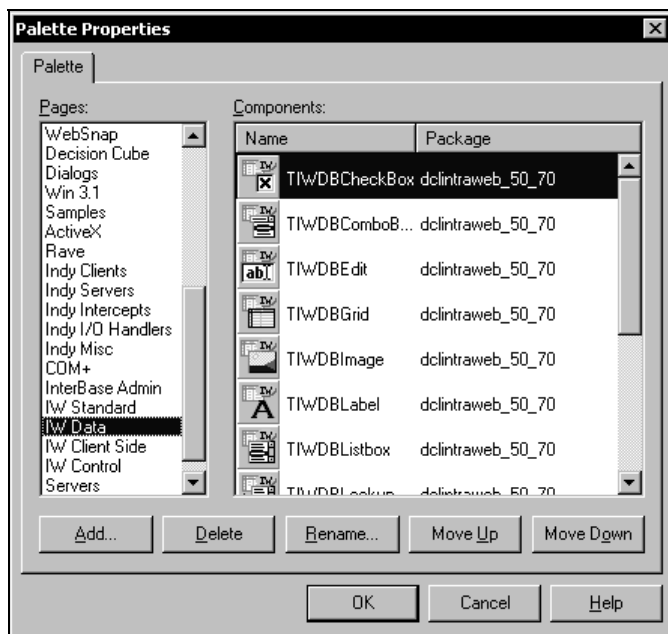 Palette Properties
Palette
Pages:
WebSnap
Decision Cube
Dialogs
Win 3.1
Samples
ActiveX
Rave
Indy Clients
Indy Servers
Indy Intercepts
Indy I/O Handlers
Indy Misc
COM+
InterBase Admin
IW Standard
IW Data
IW Client Side
IW Control
Servers
Components:
Name Package
TIWDBCheckBox dclintraweb_50_70
TIWDBComboB... dclintraweb_50_70
TIWDBEdit dclintraweb_50_70
TIWDBGrid dclintraweb_50_70
TIWDBImage dclintraweb_50_70
TIWDBLabel dclintraweb_50_70
TIWDBListbox dclintraweb_50_70
TIWDBLookup dclintraweb_50_70
Add... Delete Rename... Move Up Move Down
OK Cancel Help